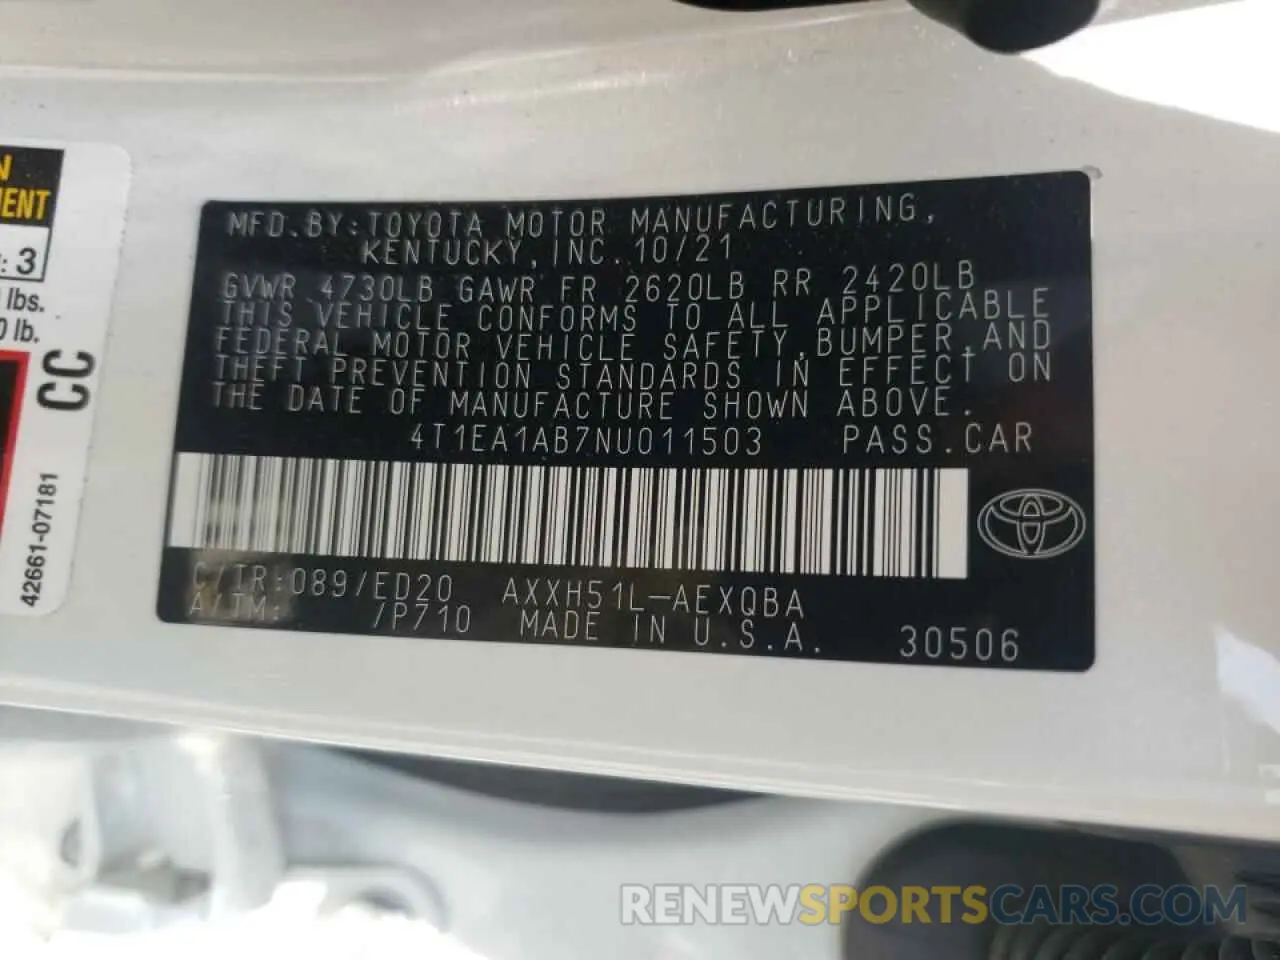 MFD. BY: TOYOTA MOTOR MANUFACTURING,
KENTUCKY, INC. 10/21
GVWR 4730LB GAWR FR 2620LB RR 2420LB
THIS VEHICLE CONFORMS TO ALL APPLICABLE
FEDERAL MOTOR VEHICLE SAFETY, BUMPER, AND
THEFT PREVENTION STANDARDS IN EFFECT ON
THE DATE OF MANUFACTURE SHOWN ABOVE.
4T1EA1AB7NU011503 PASS. CAR
C/TR: 089/ED20 AXXH51L-AEXQBA
A/TM: /P710 MADE IN U.S.A. 30506
: 3
lbs.
lb.
CC
42661-07181
RENEWSPORTSCARS.COM